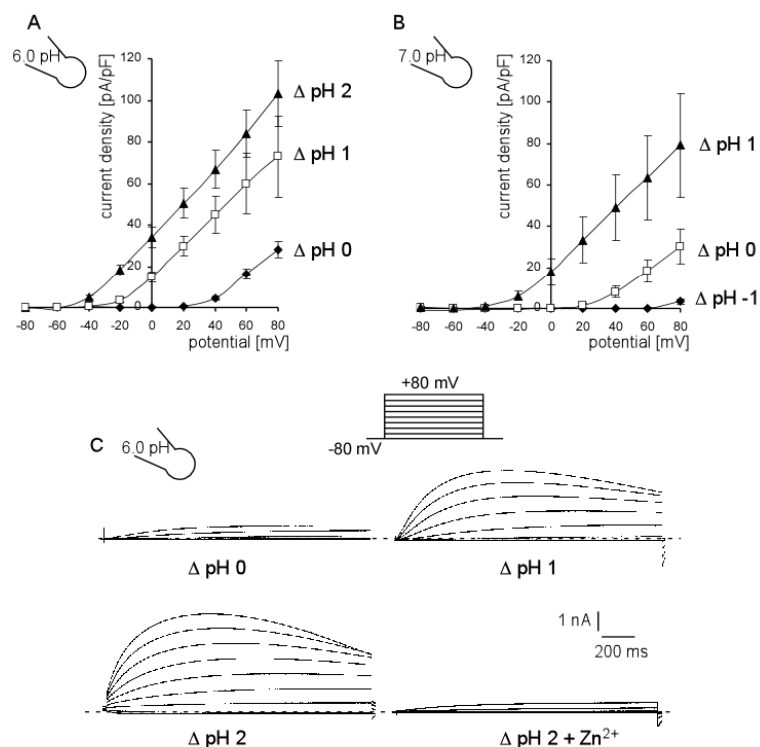 A
6.0 pH
current density [pA/pF]
120
100
80
60
40
20
0
-80 -60 -40 -20 0 20 40 60 80
potential [mV]
Δ pH 2
Δ pH 1
Δ pH 0
B
7.0 pH
current density [pA/pF]
120
100
80
60
40
20
0
-80 -60 -40 -20 0 20 40 60 80
potential [mV]
Δ pH 1
Δ pH 0
Δ pH -1
C
6.0 pH
+80 mV
-80 mV
Δ pH 0
Δ pH 1
1 nA
200 ms
Δ pH 2
Δ pH 2 + Zn²⁺